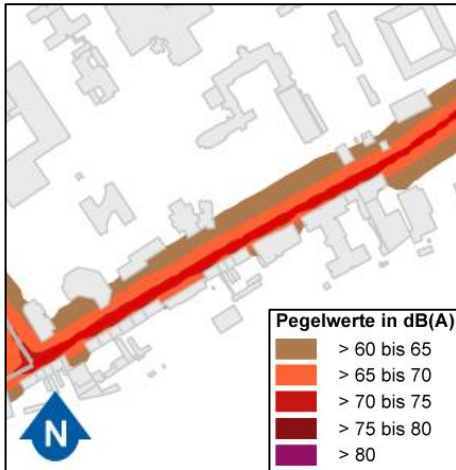 Pegelwerte in dB(A)
> 60 bis 65
> 65 bis 70
> 70 bis 75
> 75 bis 80
> 80
N